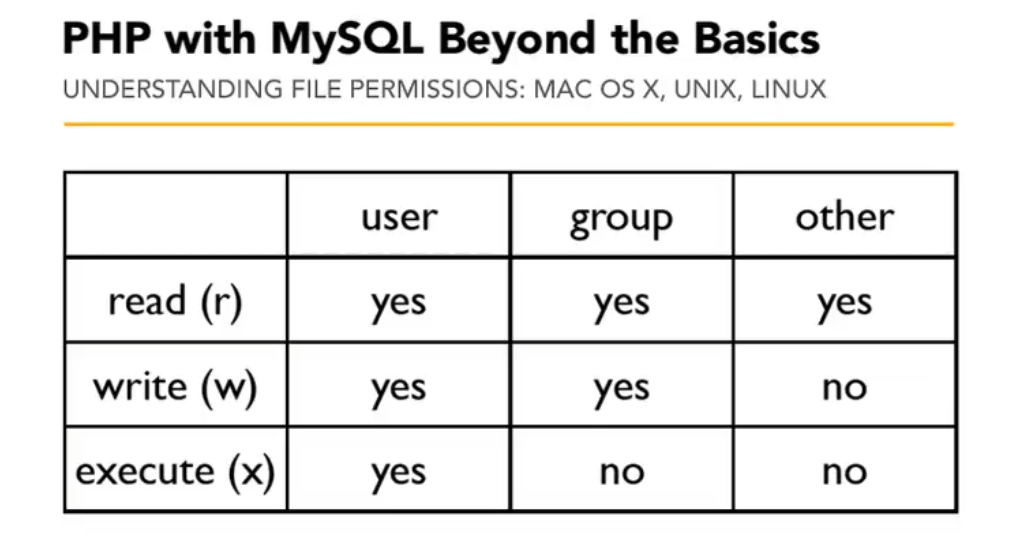 PHP with MySQL Beyond the Basics
UNDERSTANDING FILE PERMISSIONS: MAC OS X, UNIX, LINUX
user group other
read (r) yes yes yes
write (w) yes yes no
execute (x) yes no no